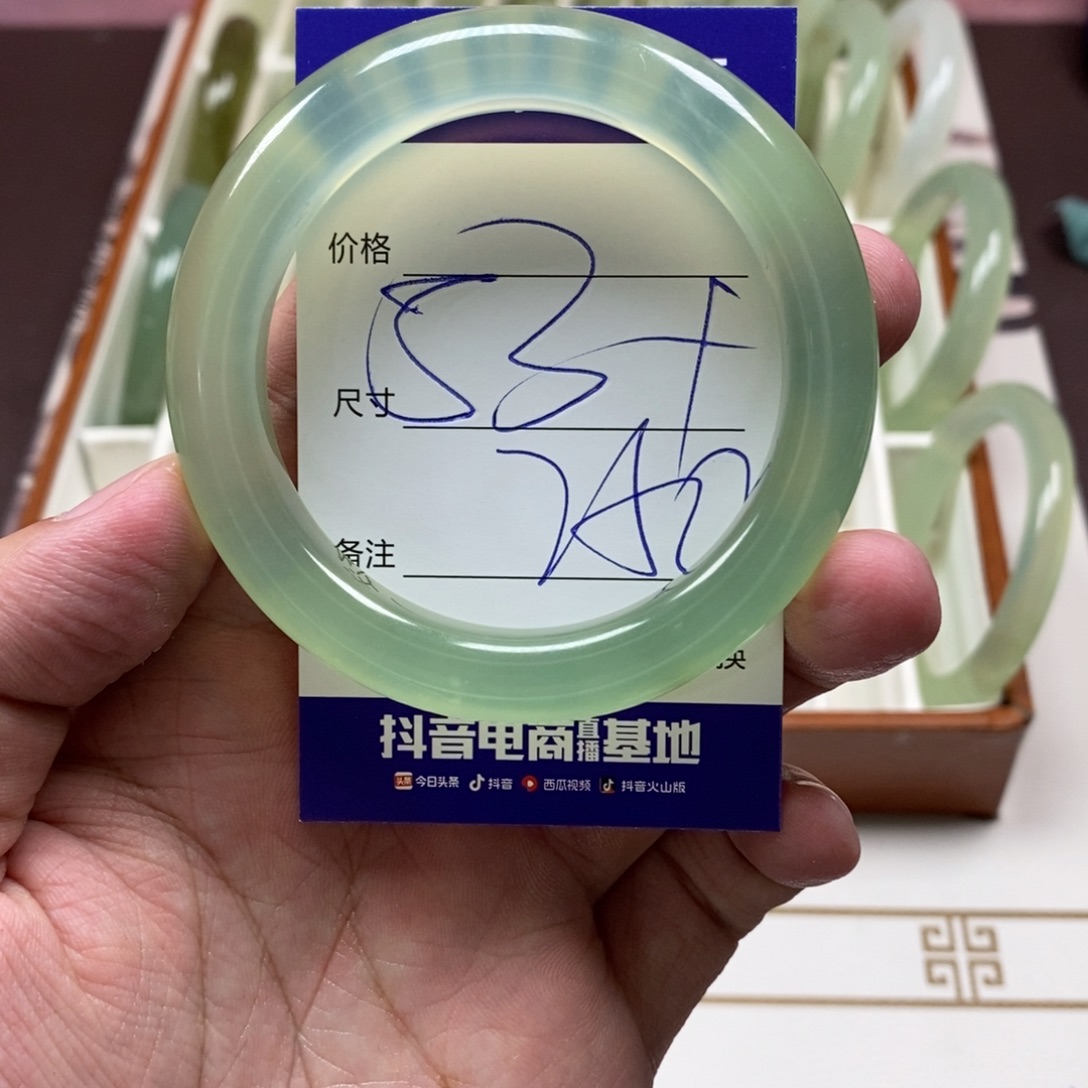 价格
53
尺寸
备注
抖音电商直播基地
今日头条 抖音 西瓜视频 抖音火山版